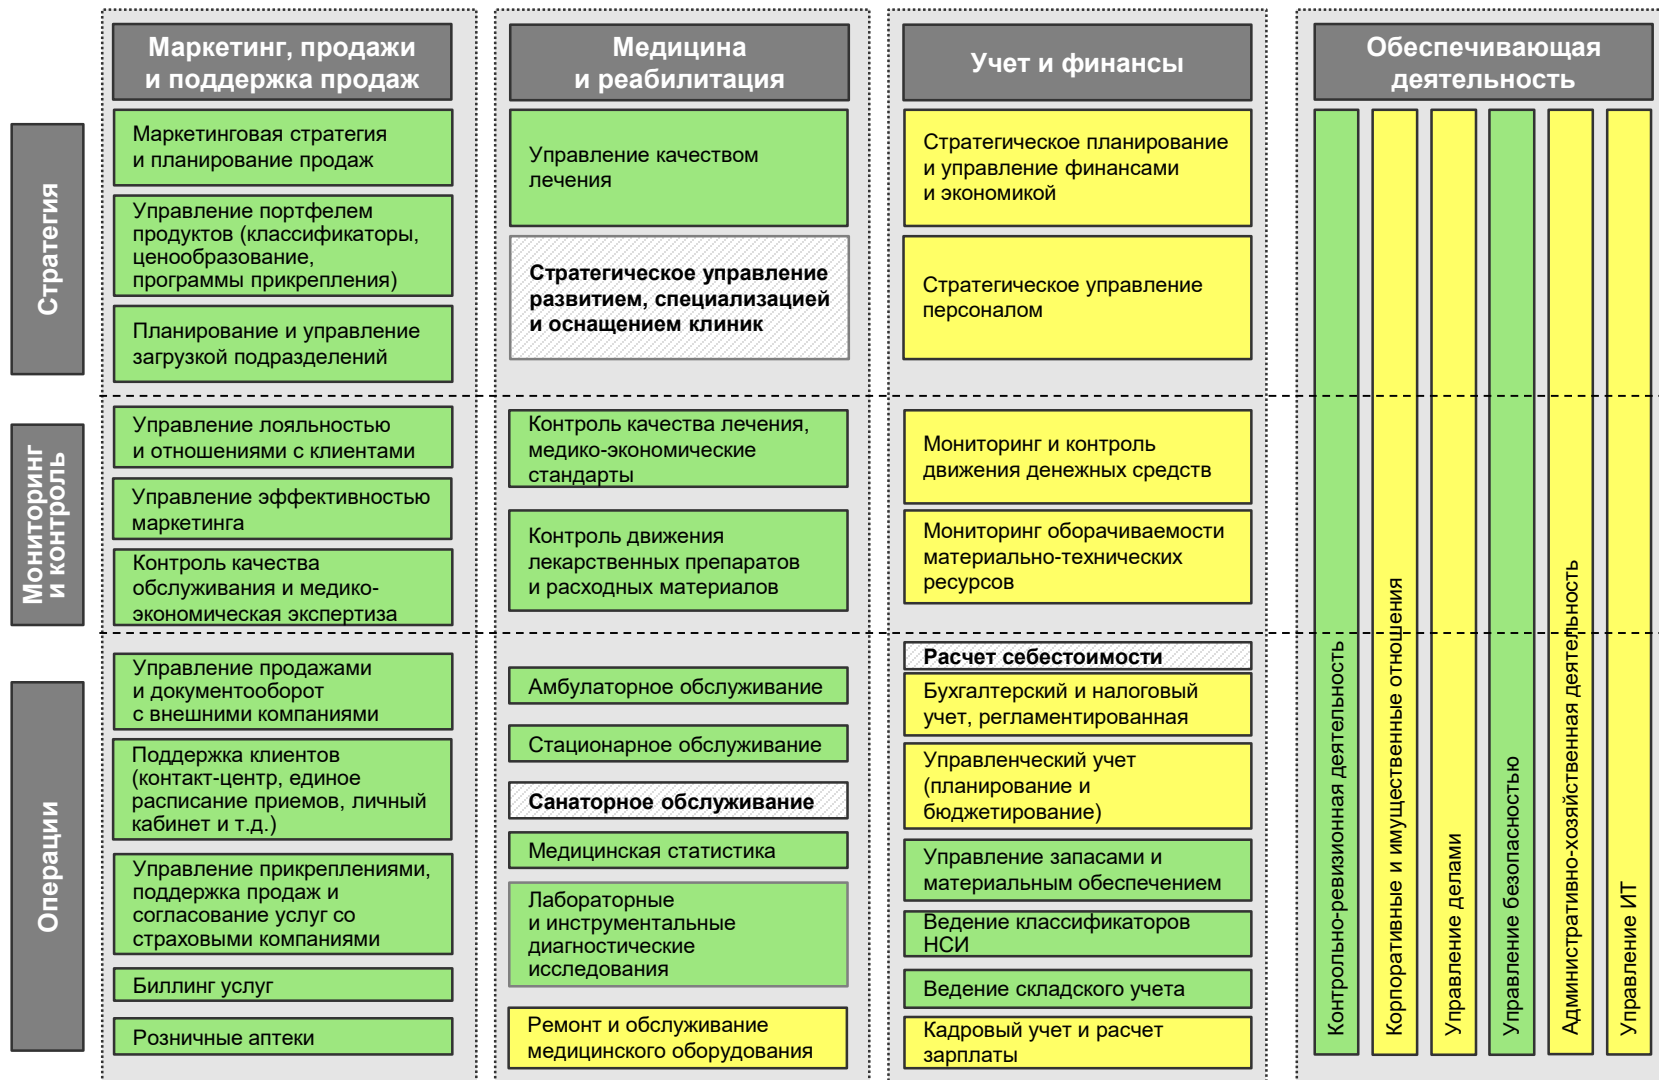 Маркетинг, продажи
и поддержка продаж
Медицина
и реабилитация
Учет и финансы
Обеспечивающая
деятельность
Стратегия
Маркетинговая стратегия
и планирование продаж
Управление портфелем
продуктов (классификаторы,
ценообразование,
программы прикрепления)
Планирование и управление
загрузкой подразделений
Управление качеством
лечения
Стратегическое управление
развитием, специализацией
и оснащением клиник
Стратегическое планирование
и управление финансами
и экономикой
Стратегическое управление
персоналом
Мониторинг
и контроль
Управление лояльностью
и отношениями с клиентами
Управление эффективностью
маркетинга
Контроль качества
обслуживания и медико-
экономическая экспертиза
Контроль качества лечения,
медико-экономические
стандарты
Контроль движения
лекарственных препаратов
и расходных материалов
Мониторинг и контроль
движения денежных средств
Мониторинг оборачиваемости
материально-технических
ресурсов
Операции
Управление продажами
и документооборот
с внешними компаниями
Поддержка клиентов
(контакт-центр, единое
расписание приемов, личный
кабинет и т.д.)
Управление прикреплениями,
поддержка продаж и
согласование услуг со
страховыми компаниями
Биллинг услуг
Розничные аптеки
Амбулаторное обслуживание
Стационарное обслуживание
Санаторное обслуживание
Медицинская статистика
Лабораторные
и инструментальные
диагностические
исследования
Ремонт и обслуживание
медицинского оборудования
Расчет себестоимости
Бухгалтерский и налоговый
учет, регламентированная
Управленческий учет
(планирование и
бюджетирование)
Управление запасами и
материальным обеспечением
Ведение классификаторов
НСИ
Ведение складского учета
Кадровый учет и расчет
зарплаты
Контрольно-ревизионная деятельность
Корпоративные и имущественные отношения
Управление делами
Управление безопасностью
Административно-хозяйственная деятельность
Управление ИТ